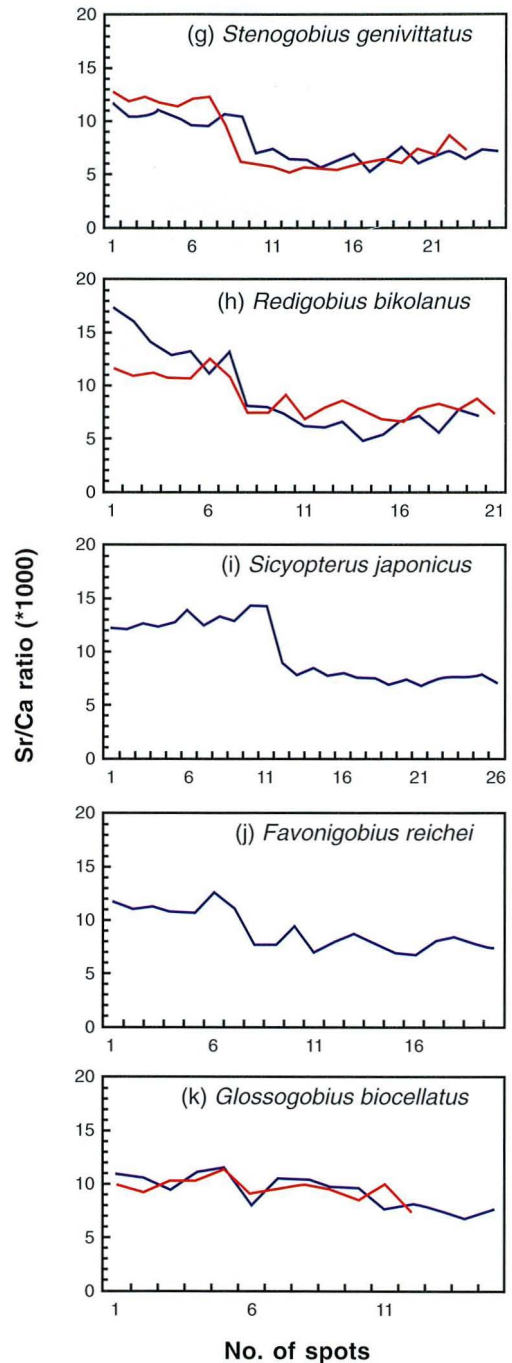 (g) Stenogobius genivittatus
20
15
10
5
0
1 6 11 16 21
(h) Redigobius bikolanus
20
15
10
5
0
1 6 11 16 21
Sr/Ca ratio (*1000)
(i) Sicyopterus japonicus
20
15
10
5
0
1 6 11 16 21 26
(j) Favonigobius reichei
20
15
10
5
0
1 6 11 16
(k) Glossogobius biocellatus
20
15
10
5
0
1 6 11
No. of spots